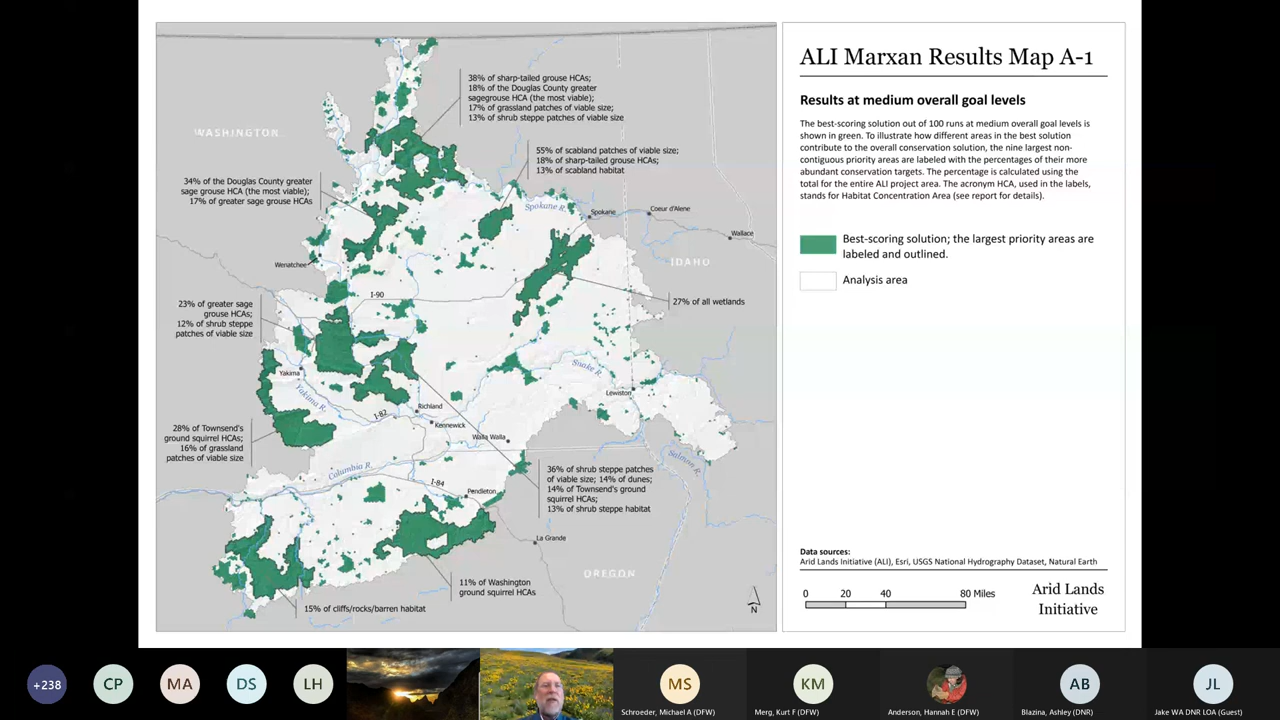 ALI Marxan Results Map A-1
Results at medium overall goal levels
The best-scoring solution out of 100 runs at medium overall goal levels is
shown in green. To illustrate how different areas in the best solution
contribute to the overall conservation solution, the nine largest non-
contiguous priority areas are labeled with the percentages of their more
abundant conservation targets. The percentage is calculated using the
total for the entire ALI project area. The acronym HCA, used in the labels,
stands for Habitat Concentration Area (see report for details).
Best-scoring solution; the largest priority areas are
labeled and outlined.
Analysis area
Data sources:
Arid Lands Initiative (ALI), Esri, USGS National Hydrography Dataset, Natural Earth
0 20 40 80 Miles
Arid Lands
Initiative
38% of sharp-tailed grouse HCAs;
18% of the Douglas County greater
sagegrouse HCA (the most viable);
17% of grassland patches of viable size;
13% of shrub steppe patches of viable size
WASHINGTON
55% of scabland patches of viable size;
18% of sharp-tailed grouse HCAs;
13% of scabland habitat
34% of the Douglas County greater
sage grouse HCA (the most viable);
17% of greater sage grouse HCAs
Spokane R.
Spokane
Coeur d'Alene
Wallace
IDAHO
Wenatchee
I-90
27% of all wetlands
23% of greater sage
grouse HCAs;
12% of shrub steppe
patches of viable size
Yakima
Yakima R.
Snake R.
Lewiston
I-82
Richland
Kennewick
Walla Walla
28% of Townsend's
ground squirrel HCAs;
16% of grassland
patches of viable size
Columbia R.
Salmon R.
I-84
Pendleton
36% of shrub steppe patches
of viable size; 14% of dunes;
14% of Townsend's ground
squirrel HCAs;
13% of shrub steppe habitat
La Grande
OREGON
11% of Washington
ground squirrel HCAs
15% of cliffs/rocks/barren habitat
N
+238
CP
MA
DS
LH
MS
Schroeder, Michael A (DFW)
KM
Merg, Kurt F (DFW)
Anderson, Hannah E (DFW)
AB
Blazina, Ashley (DNR)
JL
Jake WA DNR LOA (Guest)